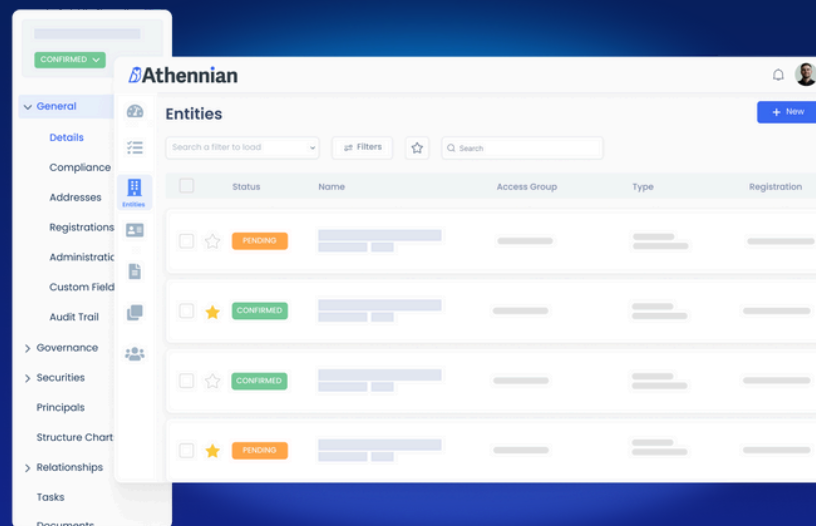 CONFIRMED
General
Details
Compliance
Addresses
Registrations
Administratio
Custom Field
Audit Trail
Governance
Securities
Principals
Structure Chart
Relationships
Tasks
Documents
Athennian
Entities
Entities
+ New
Search a filter to load
Filters
Search
Status Name Access Group Type Registration
PENDING
CONFIRMED
CONFIRMED
PENDING